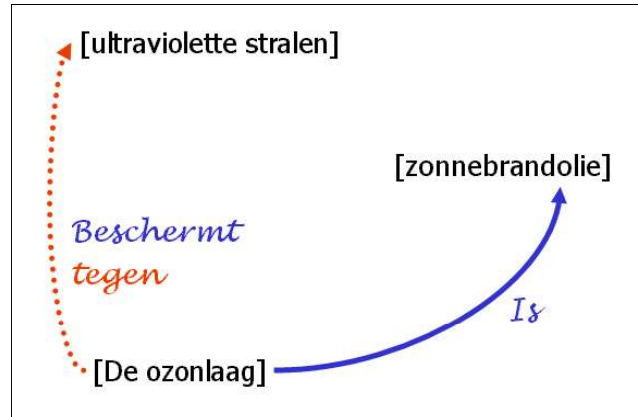 [ultraviolette stralen]
[zonnebrandolie]
Beschermt
tegen
Is
[De ozonlaag]